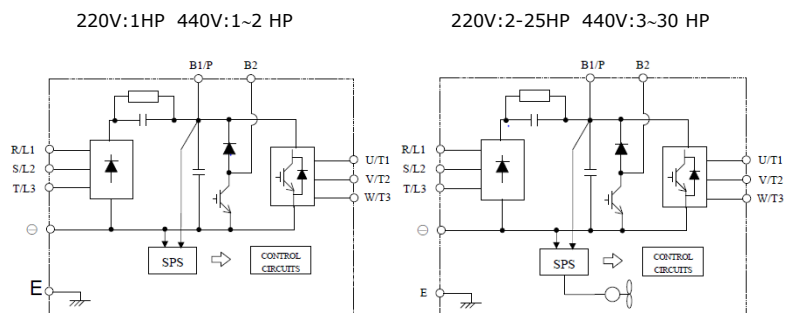 220V:1HP 440V:1~2 HP
B1/P B2
R/L1
S/L2
T/L3
U/T1
V/T2
W/T3
⊖
SPS
CONTROL
CIRCUITS
E
220V:2-25HP 440V:3~30 HP
B1/P B2
R/L1
S/L2
T/L3
U/T1
V/T2
W/T3
⊖
SPS
CONTROL
CIRCUITS
E